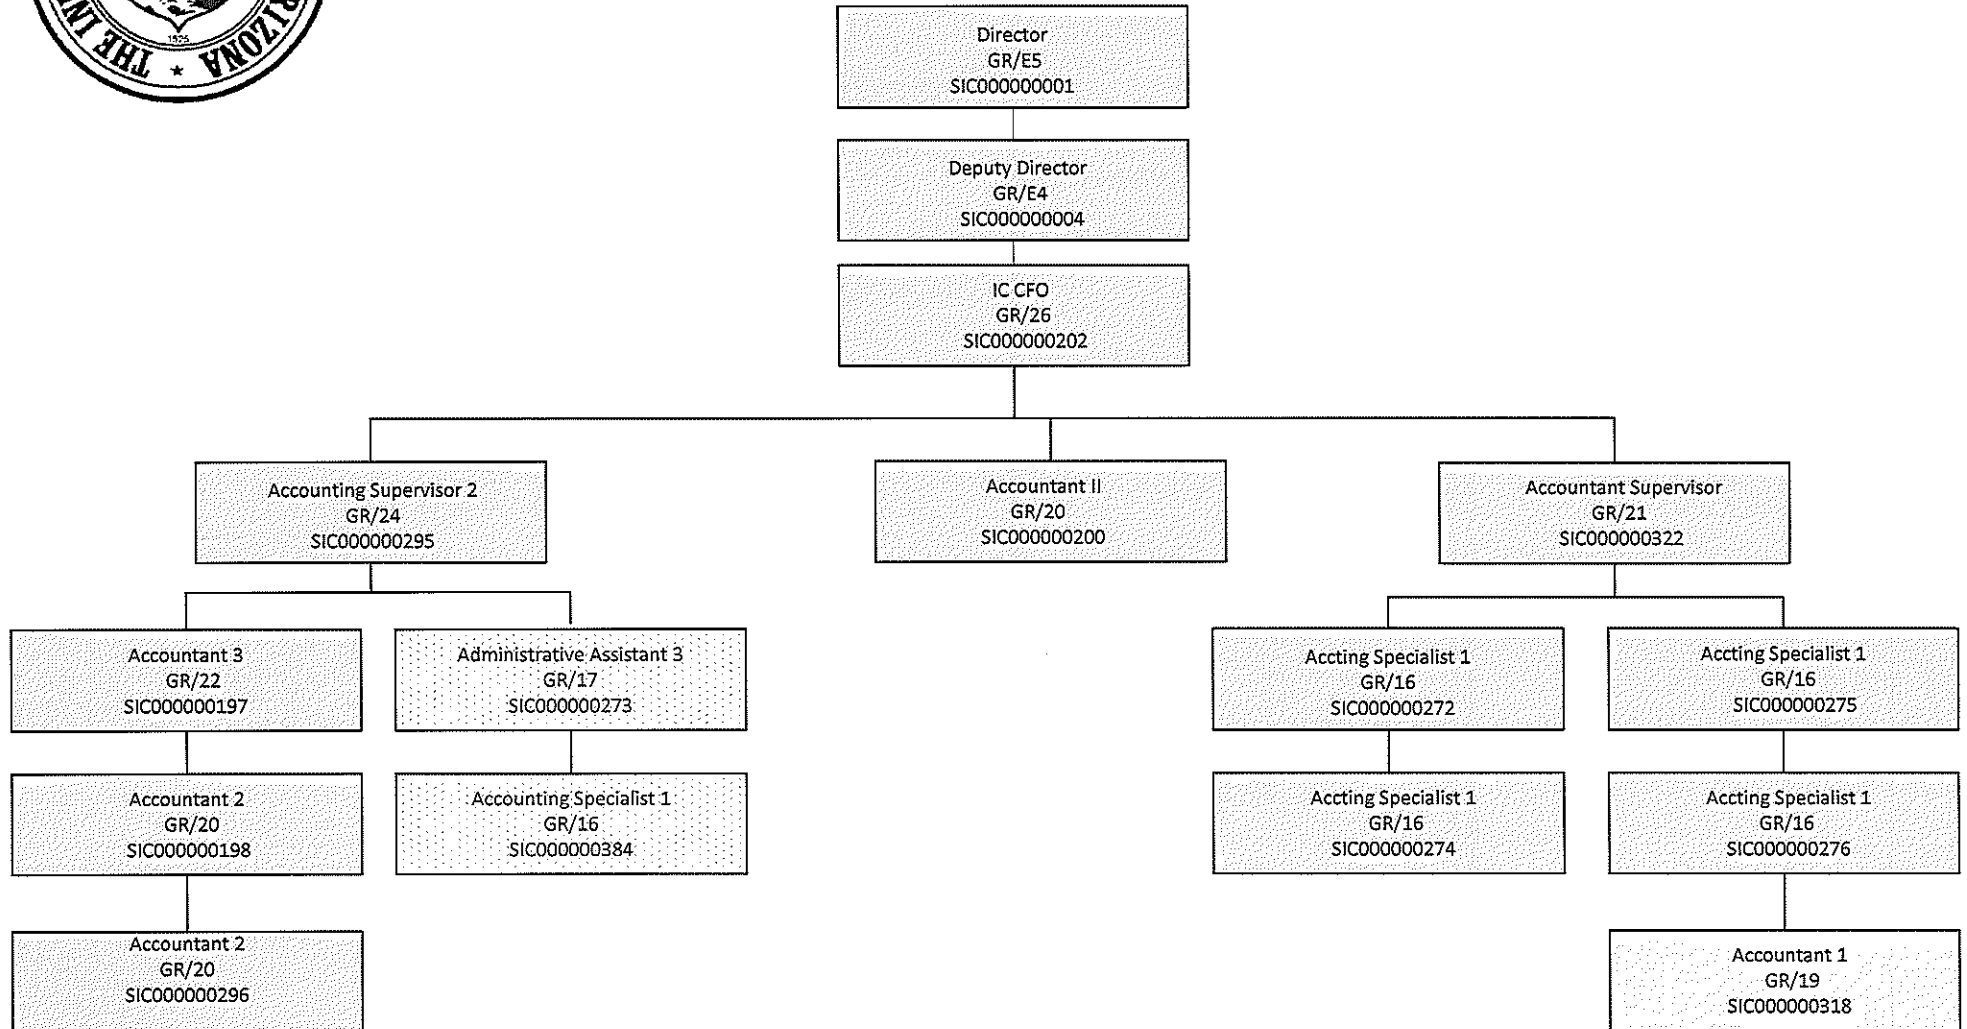 THE IN
RIZONA
★
1925
Director
GR/E5
SIC000000001
Deputy Director
GR/E4
SIC000000004
IC CFO
GR/26
SIC000000202
Accounting Supervisor 2
GR/24
SIC000000295
Accountant II
GR/20
SIC000000200
Accountant Supervisor
GR/21
SIC000000322
Accountant 3
GR/22
SIC000000197
Administrative Assistant 3
GR/17
SIC000000273
Accting Specialist 1
GR/16
SIC000000272
Accting Specialist 1
GR/16
SIC000000275
Accountant 2
GR/20
SIC000000198
Accounting Specialist 1
GR/16
SIC000000384
Accting Specialist 1
GR/16
SIC000000274
Accting Specialist 1
GR/16
SIC000000276
Accountant 2
GR/20
SIC000000296
Accountant 1
GR/19
SIC000000318